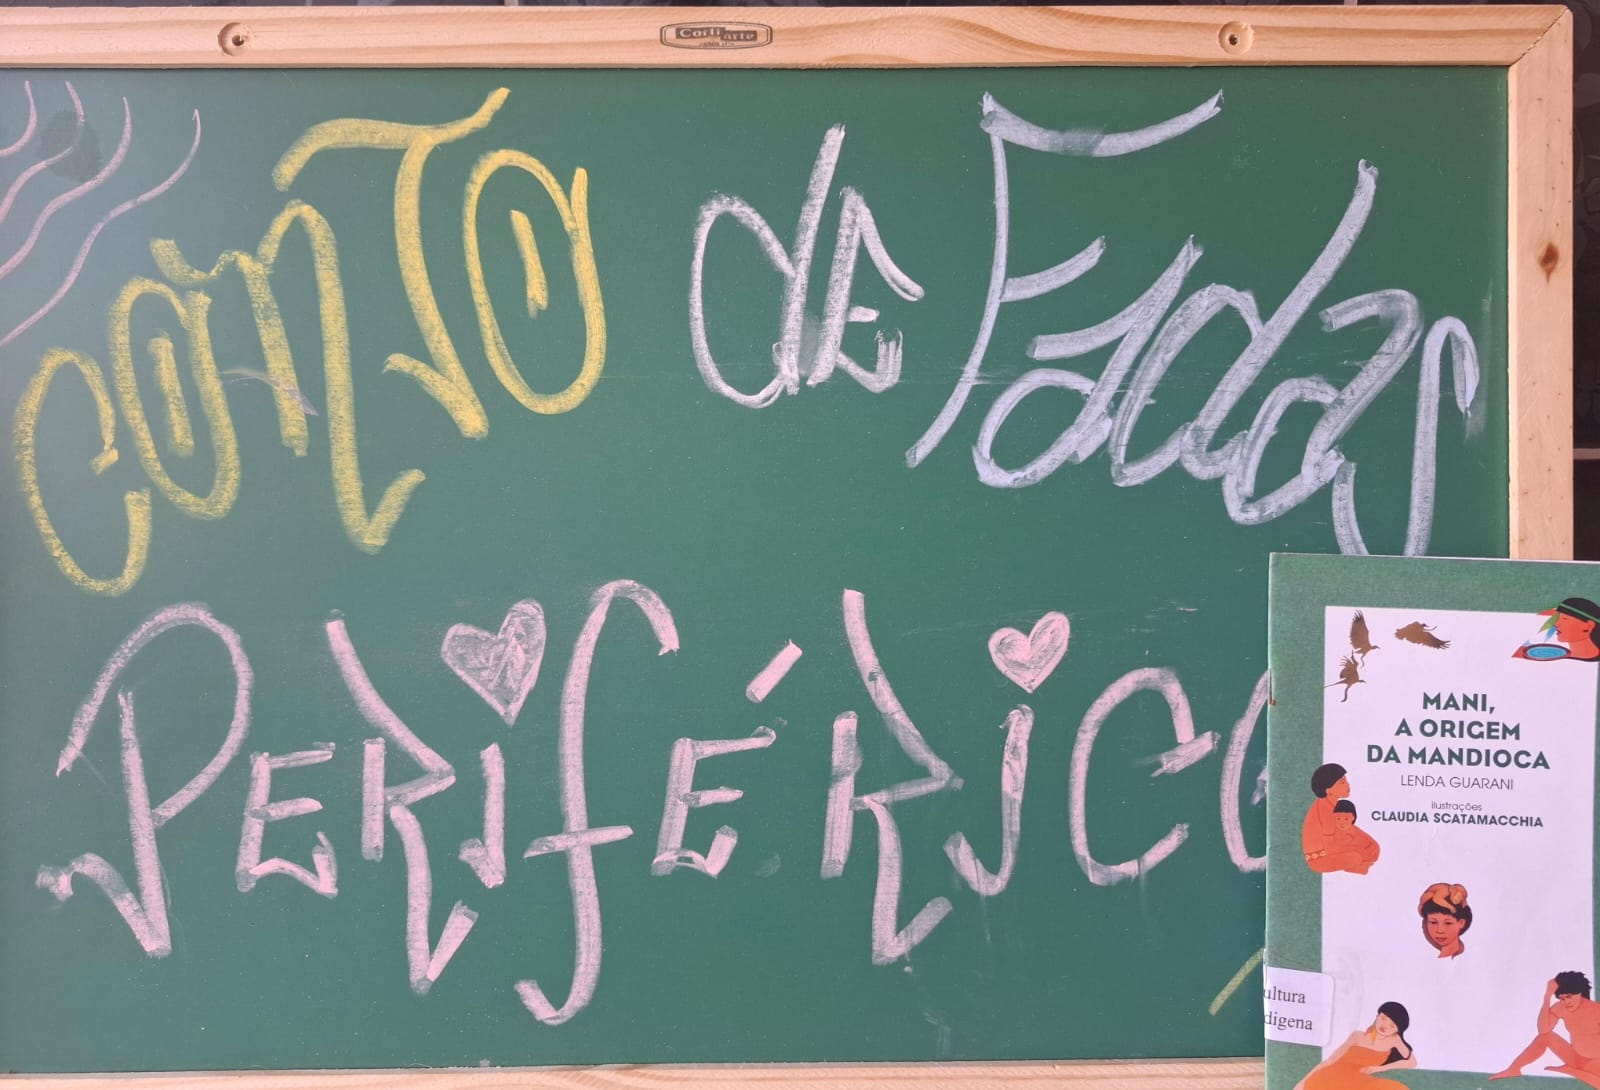 Corti arte
CONTO de Fadas
PERIFÉRICO
MANI,
A ORIGEM
DA MANDIOCA
LENDA GUARANI
ilustrações
CLAUDIA SCATAMACCHIA
ultura
dígena